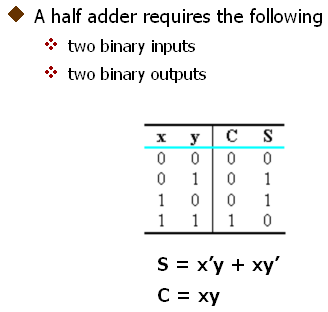 A half adder requires the following
two binary inputs
two binary outputs
x y C S
0 0 0 0
0 1 0 1
1 0 0 1
1 1 1 0
S = x′y + xy′
C = xy